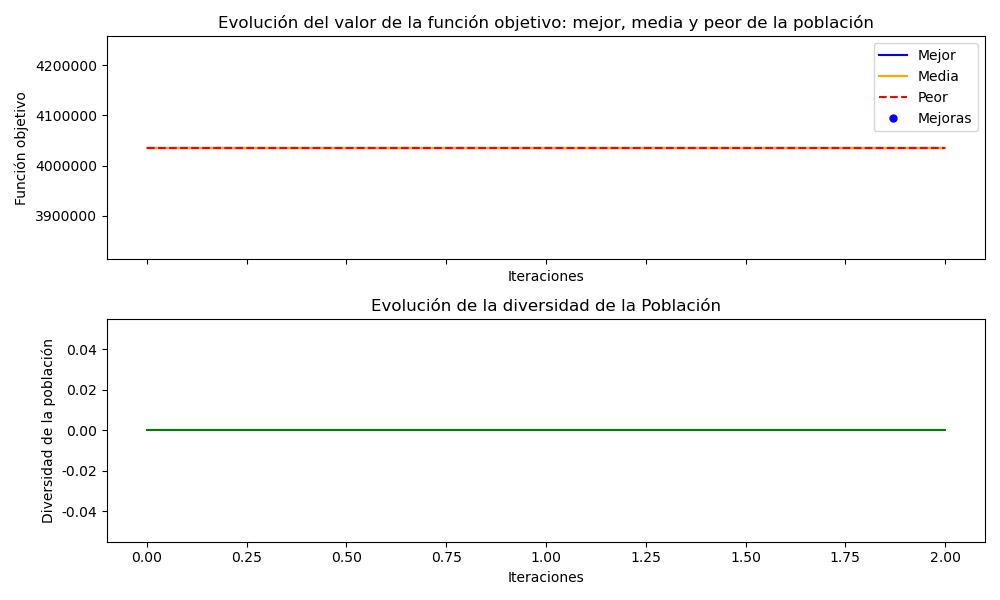 Evolución del valor de la función objetivo: mejor, media y peor de la población
Función objetivo
4200000
4100000
4000000
3900000
Mejor
Media
Peor
Mejoras
Iteraciones
Evolución de la diversidad de la Población
Diversidad de la población
0.04
0.02
0.00
-0.02
-0.04
0.00 0.25 0.50 0.75 1.00 1.25 1.50 1.75 2.00
Iteraciones